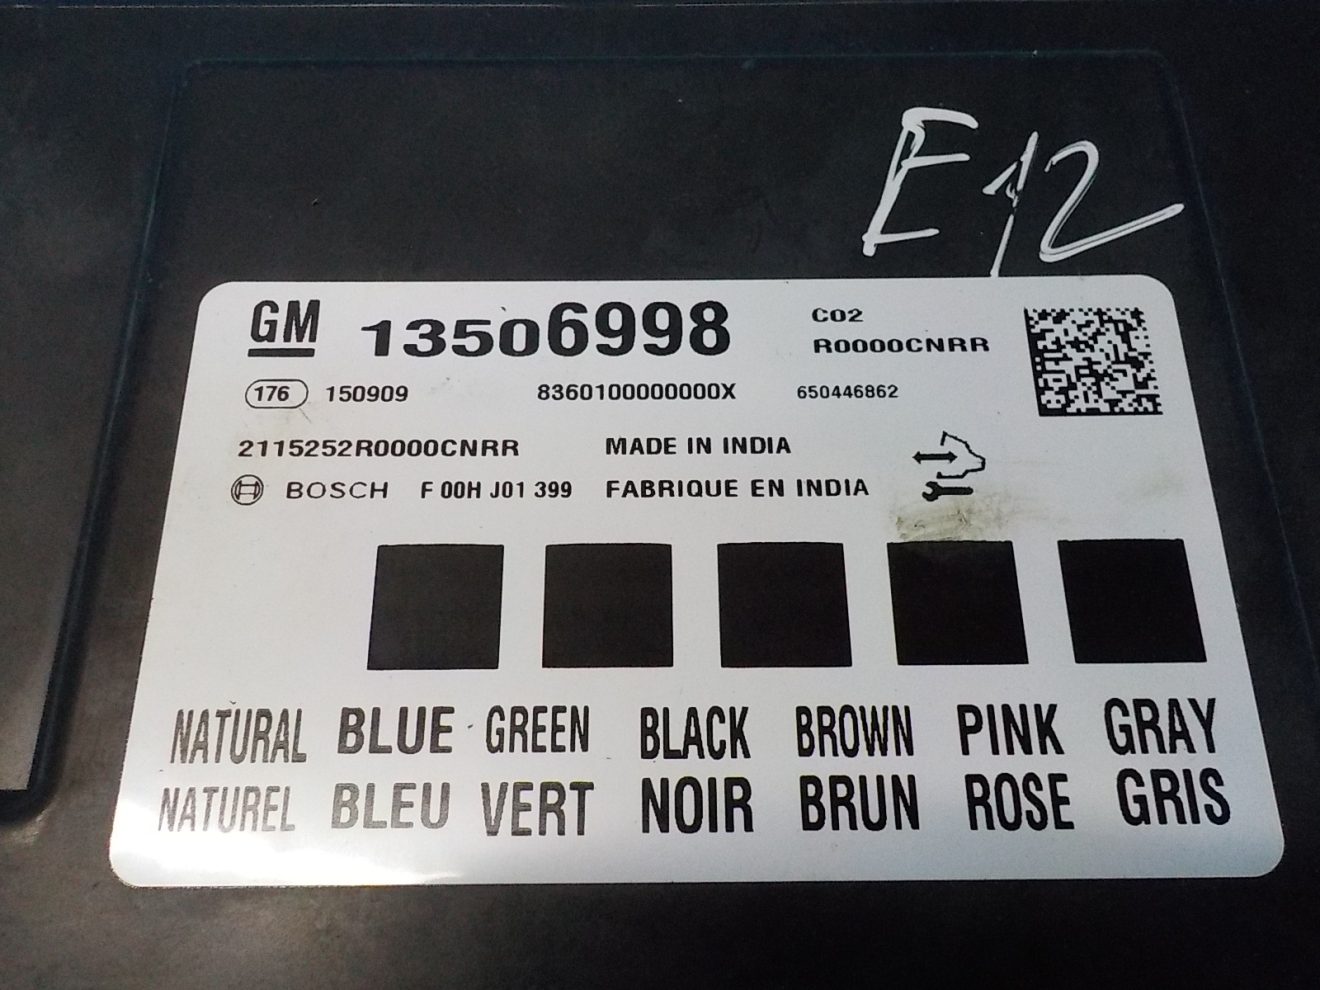 E12
GM 13506998 C02
R0000CNRR
176 150909 8360100000000X 650446862
2115252R0000CNRR MADE IN INDIA
BOSCH F 00H J01 399 FABRIQUE EN INDIA
NATURAL BLUE GREEN BLACK BROWN PINK GRAY
NATUREL BLEU VERT NOIR BRUN ROSE GRIS